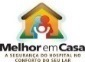 Melhor em Casa
A SEGURANÇA DO HOSPITAL NO
CONFORTO DO SEU LAR